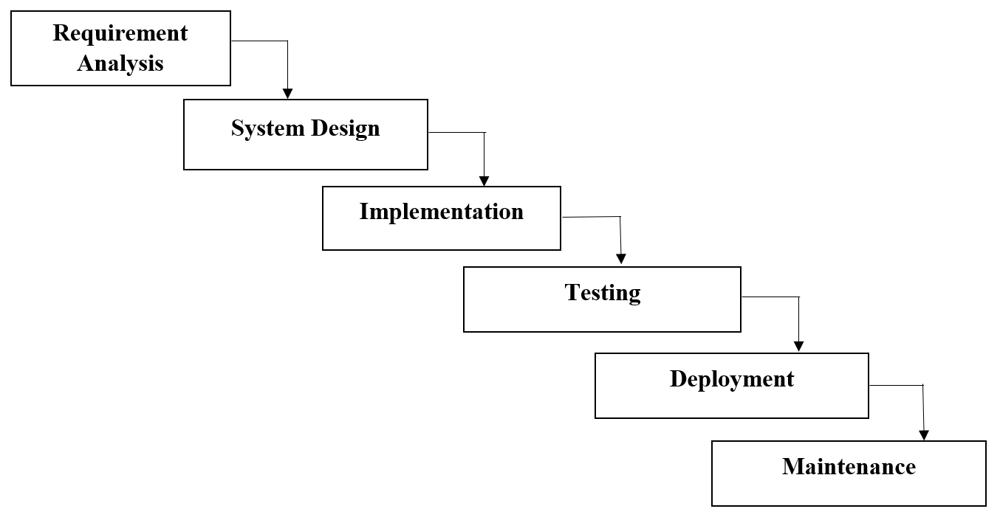 Requirement
Analysis
System Design
Implementation
Testing
Deployment
Maintenance